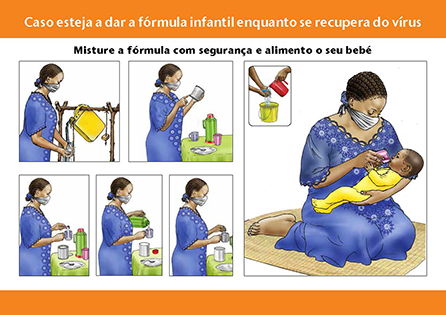 Caso esteja a dar a fórmula infantil enquanto se recupera do vírus
Misture a fórmula com segurança e alimento o seu bebé